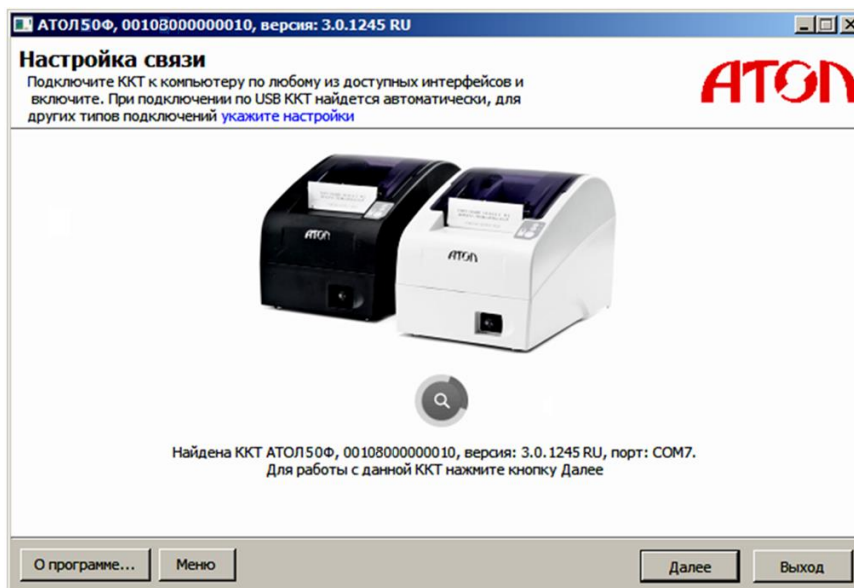 АТОЛ50Ф, 00108000000010, версия: 3.0.1245 RU
Настройка связи
Подключите ККТ к компьютеру по любому из доступных интерфейсов и
включите. При подключении по USB ККТ найдется автоматически, для
других типов подключений укажите настройки
АТОЛ
АТОЛ
АТОЛ
Найдена ККТ АТОЛ50Ф, 00108000000010, версия: 3.0.1245 RU, порт: COM7.
Для работы с данной ККТ нажмите кнопку Далее
О программе...
Меню
Далее
Выход